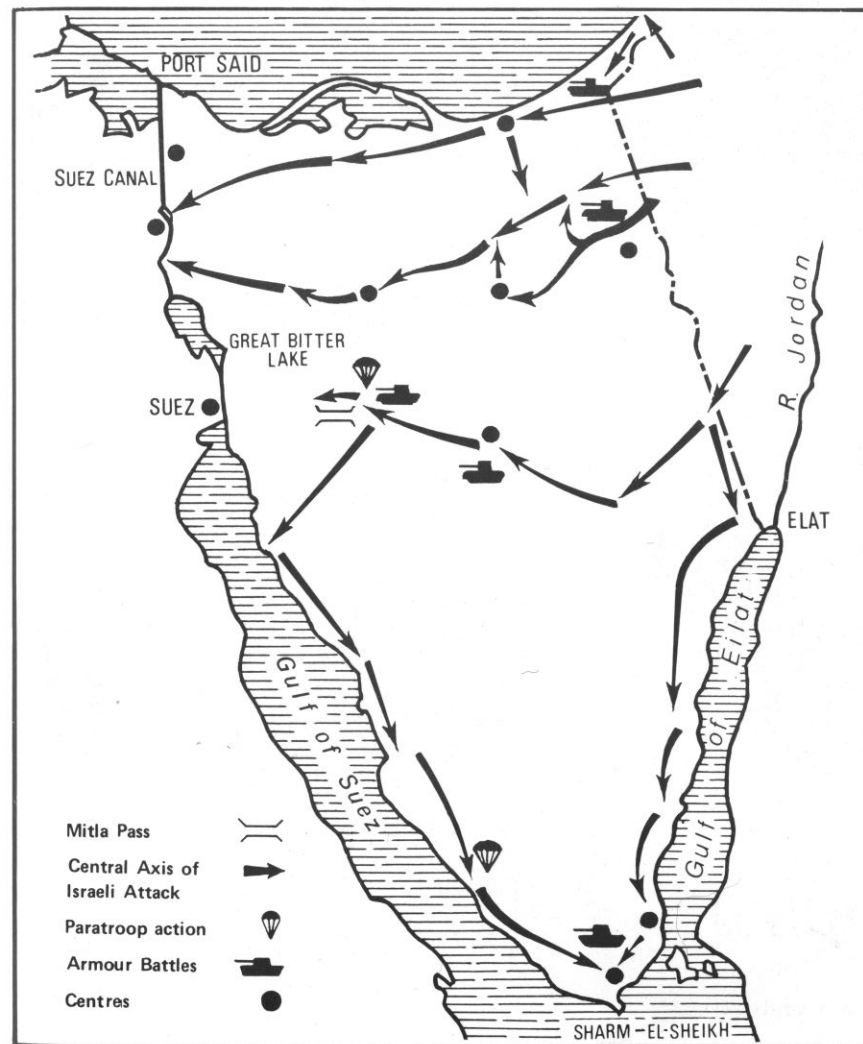 PORT SAID
SUEZ CANAL
GREAT BITTER
LAKE
SUEZ
R. Jordan
ELAT
Gulf of Eilat
Gulf of Suez
Mitla Pass
Central Axis of
Israeli Attack
Paratroop action
Armour Battles
Centres
SHARM-EL-SHEIKH